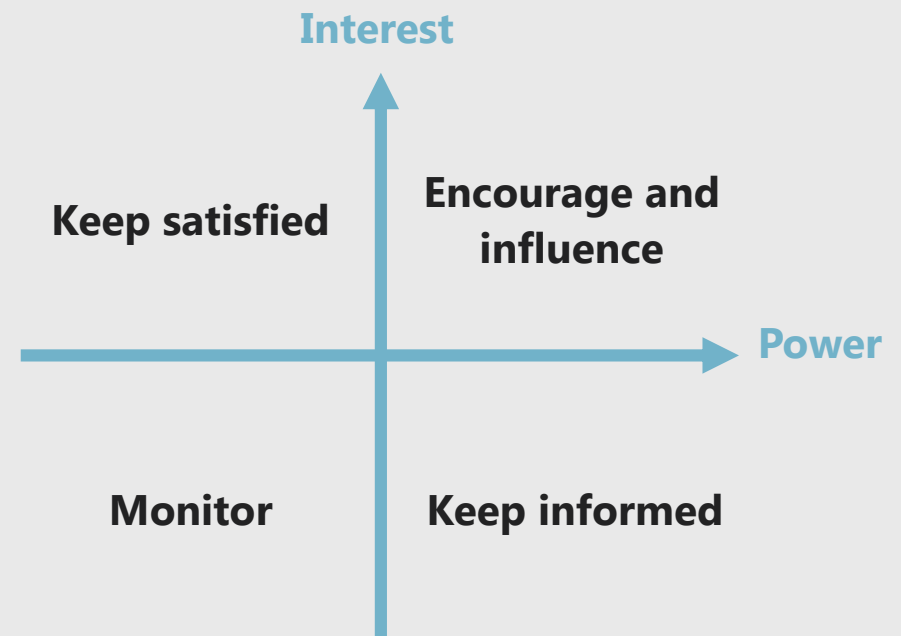 Interest
Keep satisfied
Encourage and
influence
Power
Monitor
Keep informed